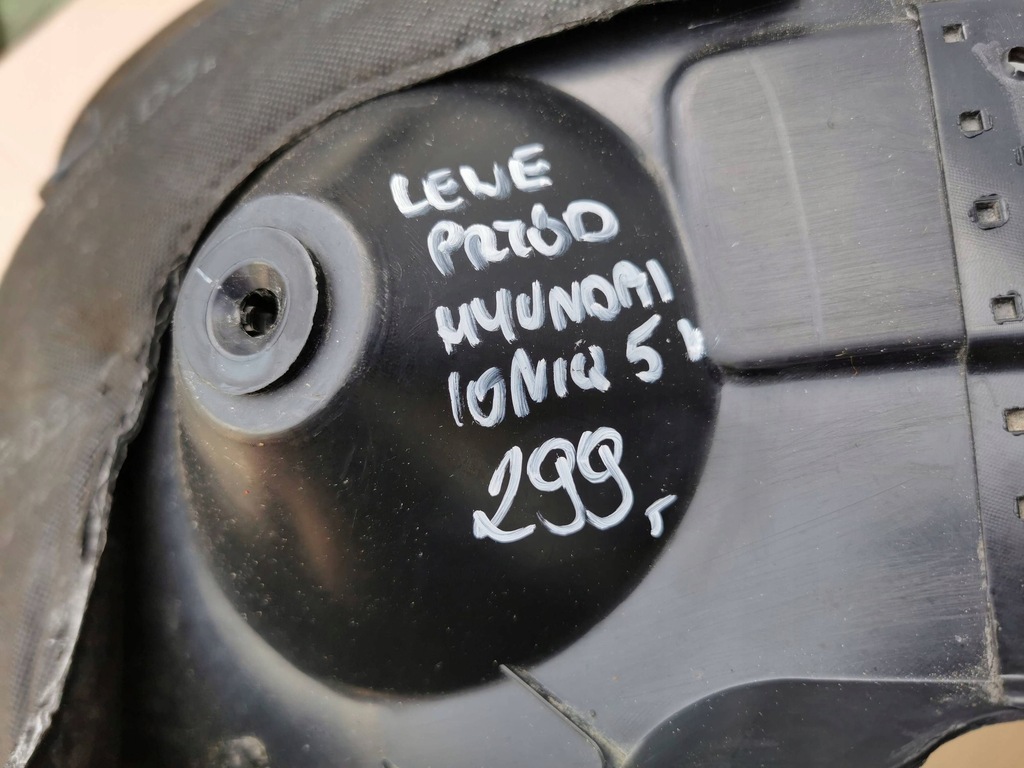 LEWE
PRZÓD
HYUNDAI
IONIQ 5
299